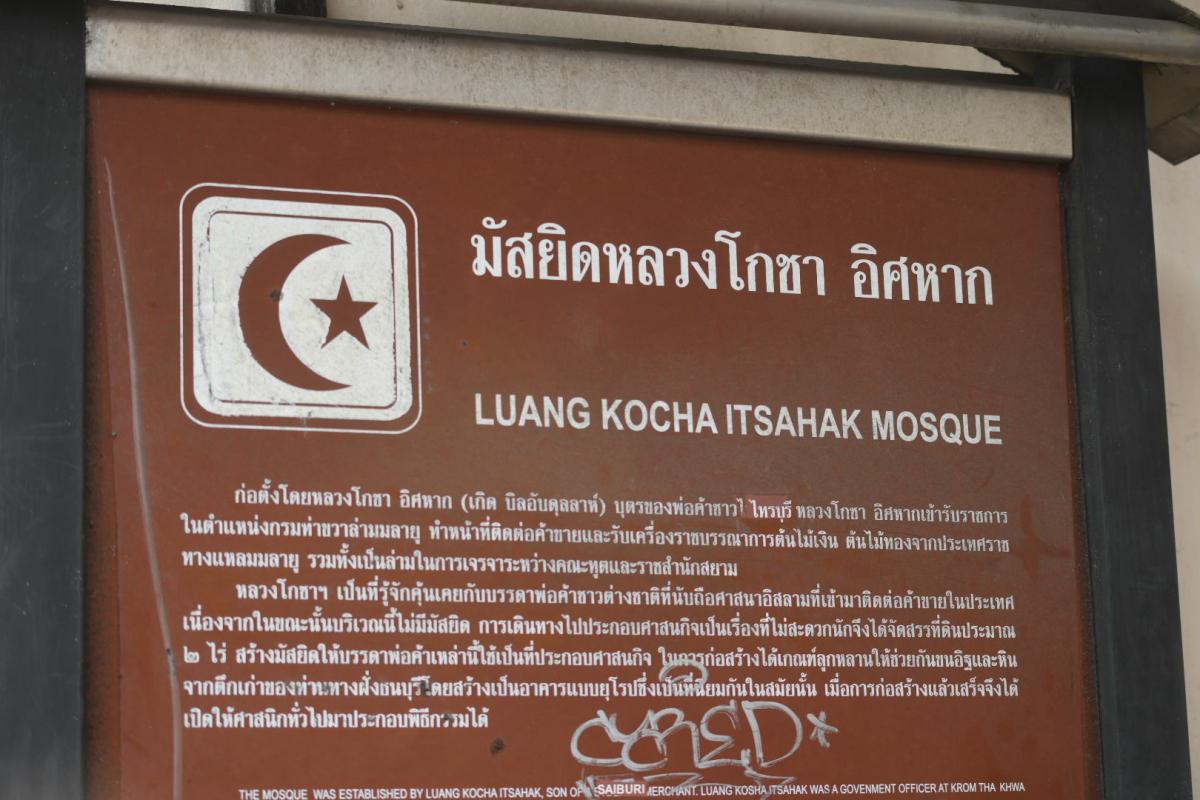 มัสยิดหลวงโกชา อิศหาก
LUANG KOCHA ITSAHAK MOSQUE
ก่อตั้งโดยหลวงโกชา อิศหาก (เกิด บิลอับดุลลาห์) บุตรของพ่อค้าชาว ไทรบุรี หลวงโกชา อิศหากเข้ารับราชการ
ในตำแหน่งกรมท่าขวาล่ามมลายู ทำหน้าที่ติดต่อค้าขายและรับเครื่องราชบรรณาการต้นไม้เงิน ต้นไม้ทองจากประเทศราช
ทางแหลมมลายู รวมทั้งเป็นล่ามในการเจรจาระหว่างคณะทูตและราชสำนักสยาม
หลวงโกชาฯ เป็นที่รู้จักคุ้นเคยกับบรรดาพ่อค้าชาวต่างชาติที่นับถือศาสนาอิสลามที่เข้ามาติดต่อค้าขายในประเทศ
เนื่องจากในขณะนั้นบริเวณนี้ไม่มีมัสยิด การเดินทางไปประกอบศาสนกิจเป็นเรื่องที่ไม่สะดวกนักจึงได้จัดสรรที่ดินประมาณ
๒ ไร่ สร้างมัสยิดให้บรรดาพ่อค้าเหล่านี้ใช้เป็นที่ประกอบศาสนกิจ ในการก่อสร้างได้เกณฑ์ลูกหลานให้ช่วยกันขนอิฐและหิน
จากตึกเก่าของท่านทางฝั่งธนบุรีโดยสร้างเป็นอาคารแบบยุโรปซึ่งเป็นที่นิยมกันในสมัยนั้น เมื่อการก่อสร้างแล้วเสร็จจึงได้
เปิดให้ศาสนิกทั่วไปมาประกอบพิธีกรรมได้
THE MOSQUE WAS ESTABLISHED BY LUANG KOCHA ITSAHAK, SON OF SAIBURI MERCHANT. LUANG KOSHA ITSAHAK WAS A GOVENMENT OFFICER AT KROM THA KHWA